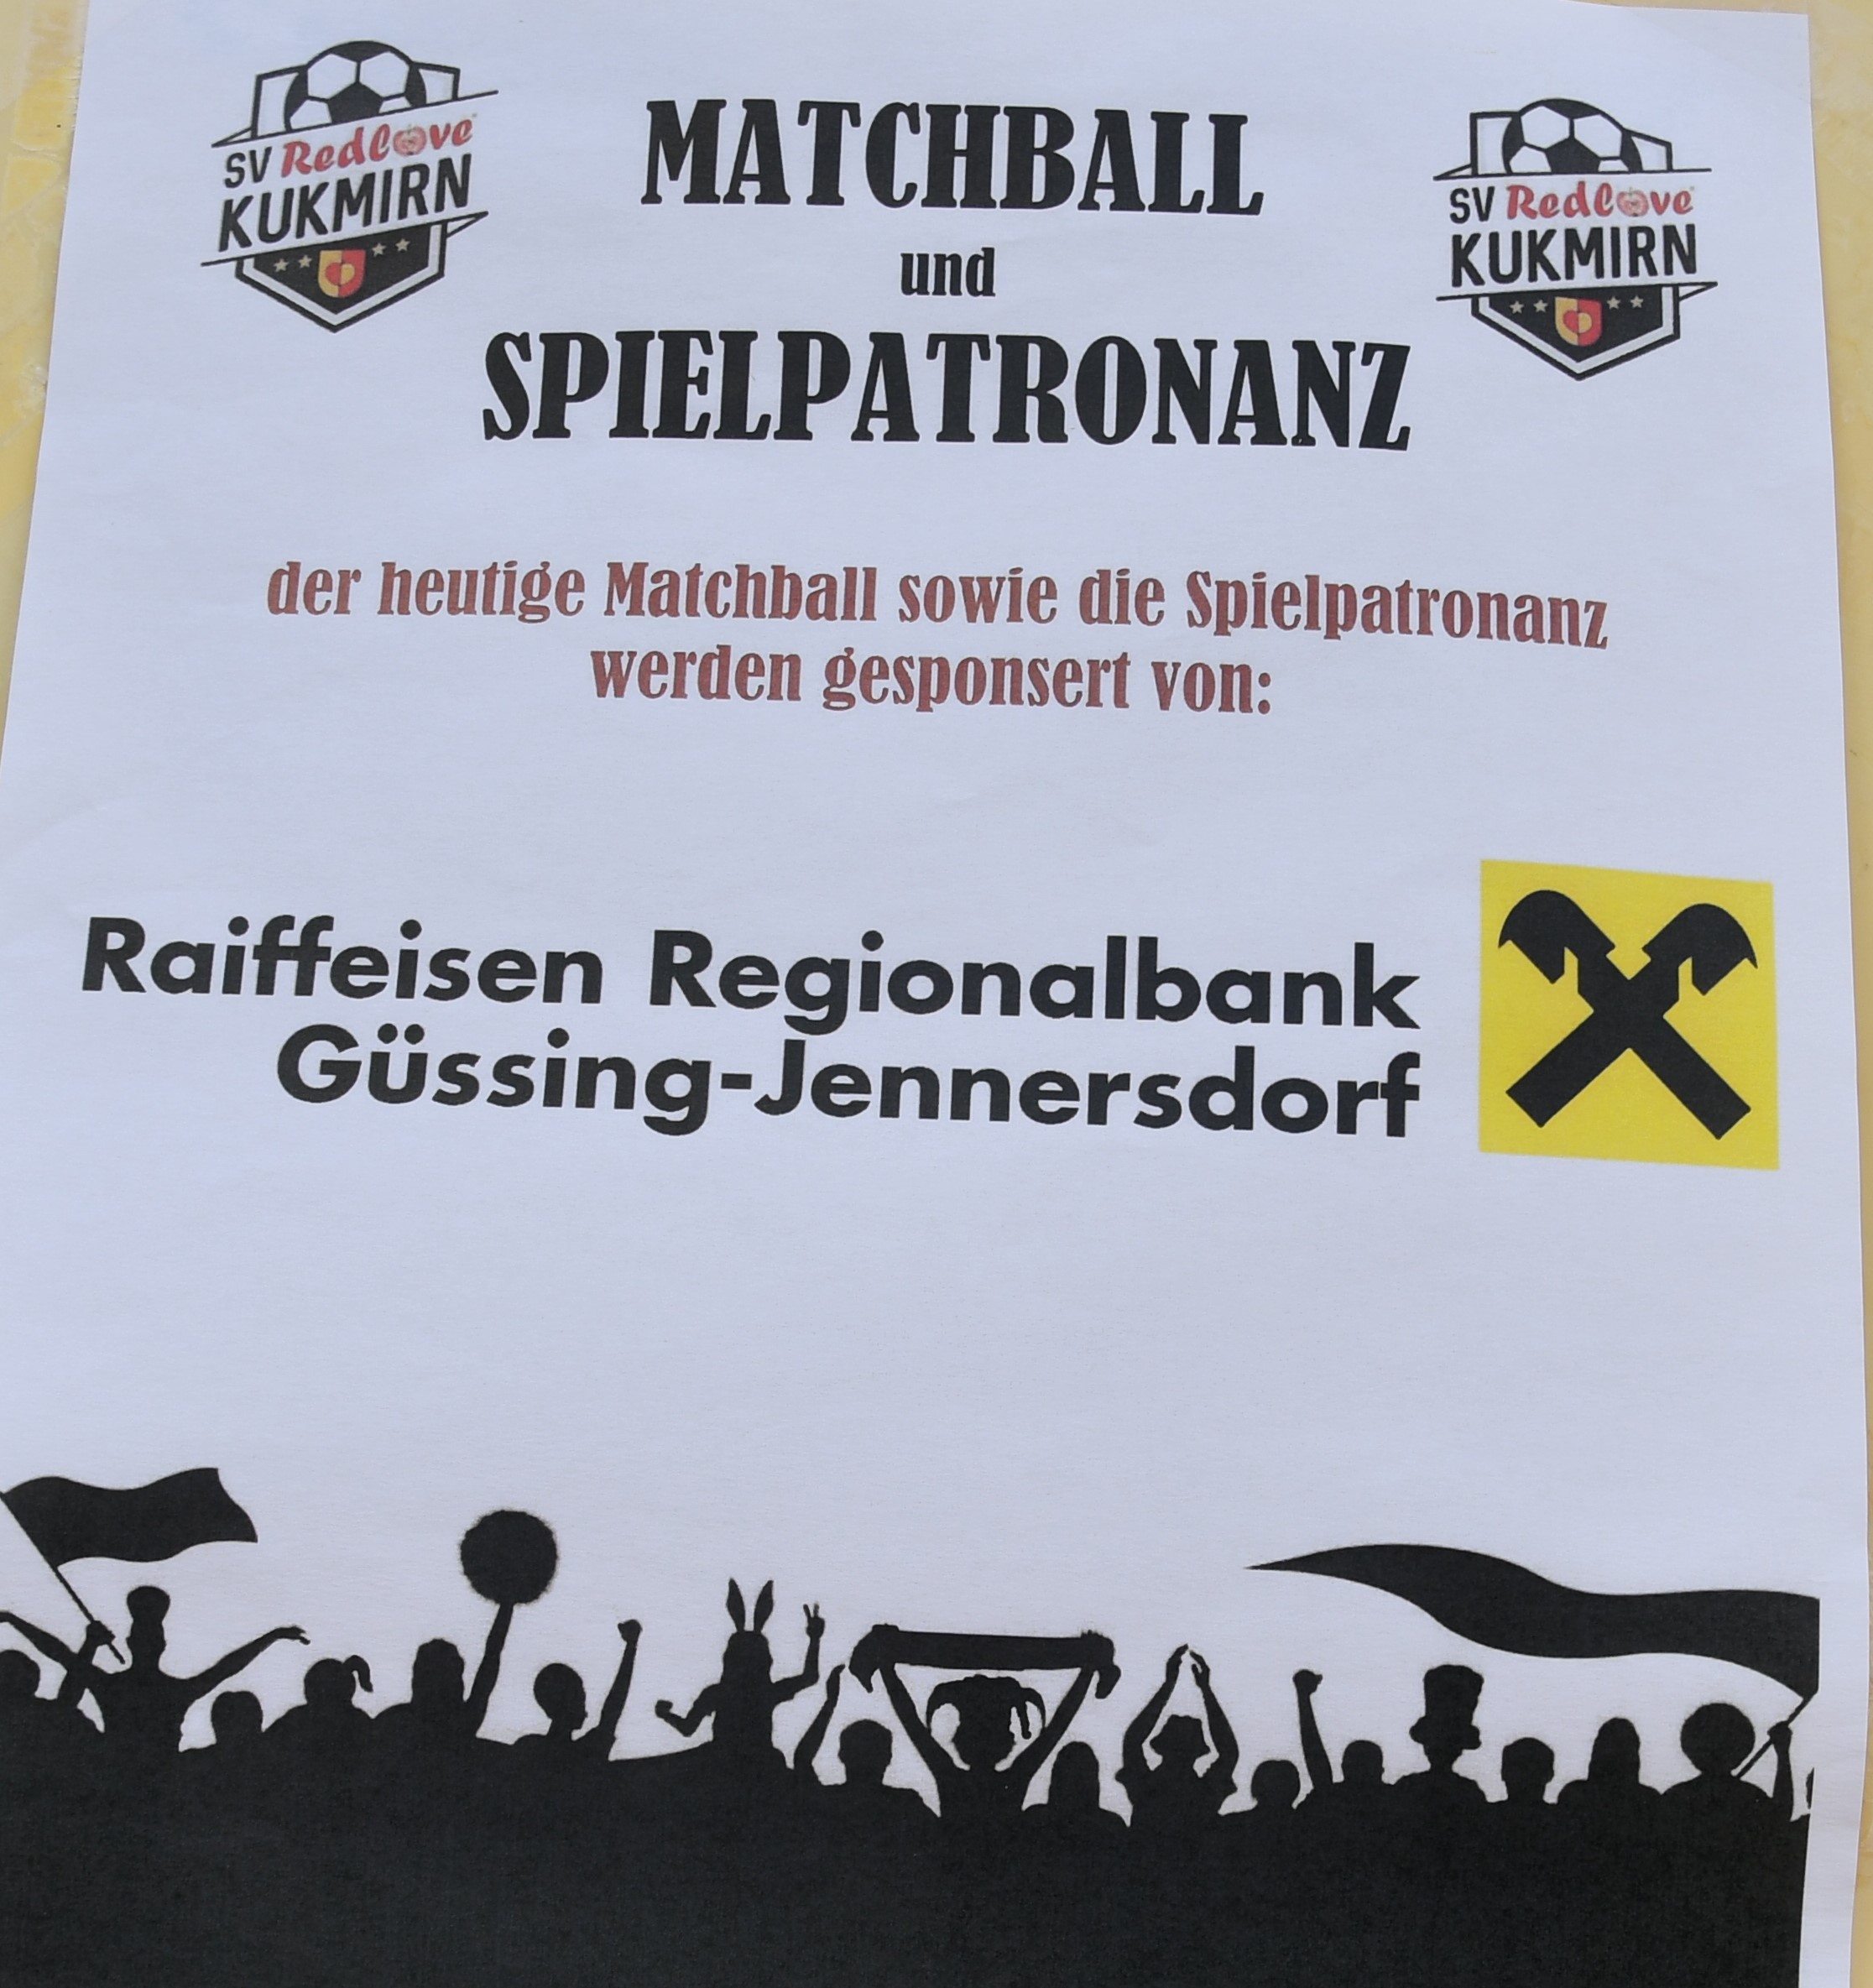 SV Redlove
KUKMIRN
MATCHBALL
und
SPIELPATRONANZ
SV Redlove
KUKMIRN
der heutige Matchball sowie die Spielpatronanz
werden gesponsert von:
Raiffeisen Regionalbank
Güssing-Jennersdorf